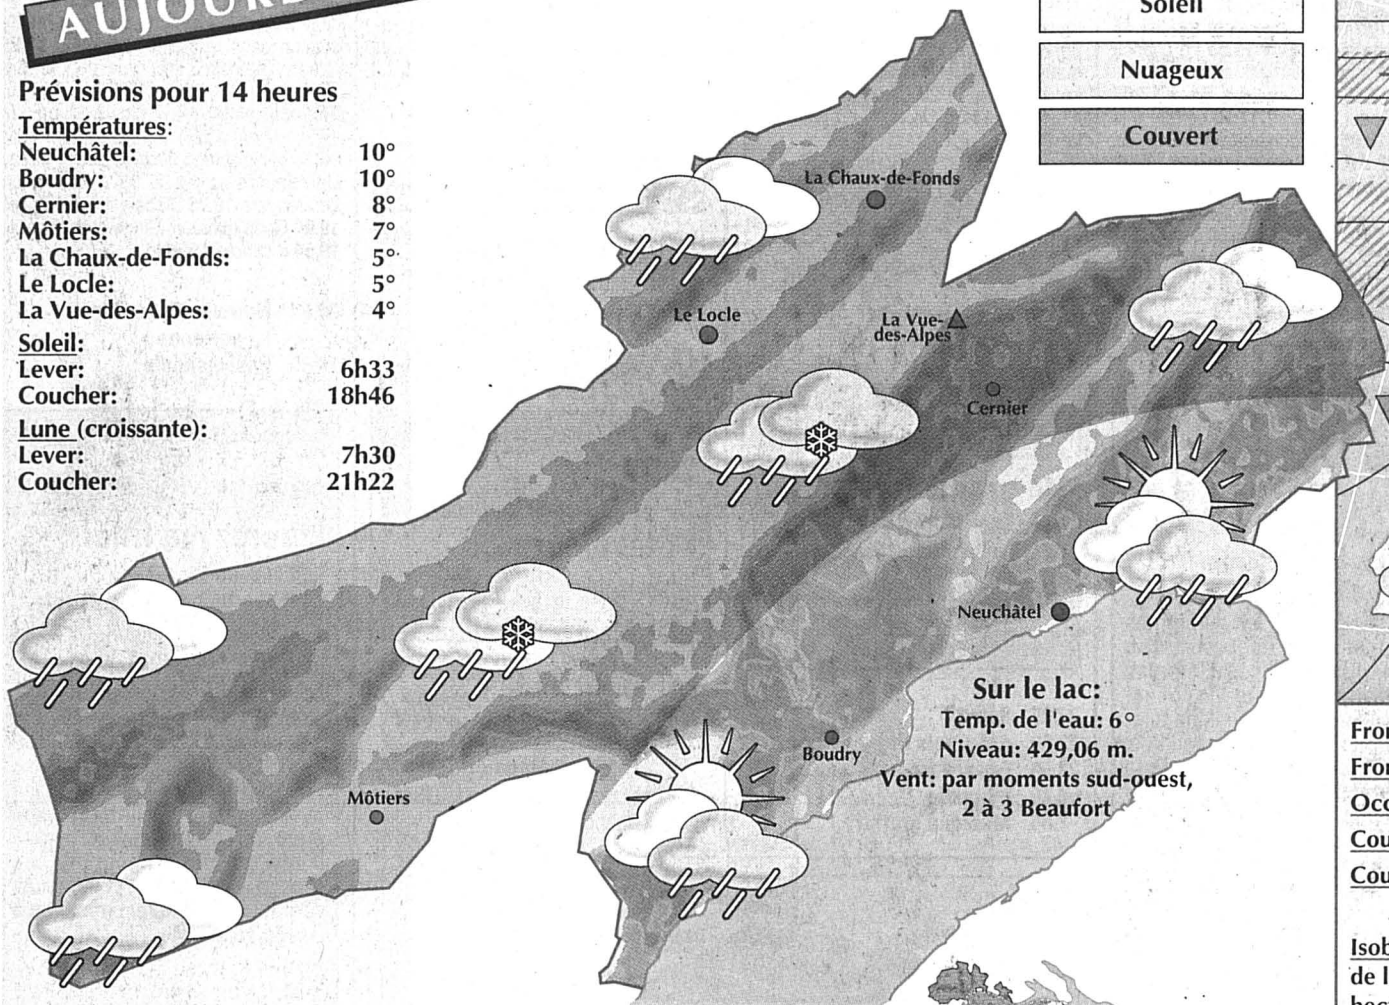 Soleil
Nuageux
Couvert
Prévisions pour 14 heures
Températures:
Neuchâtel: 10°
Boudry: 10°
Cernier: 8°
Môtiers: 7°
La Chaux-de-Fonds: 5°
Le Locle: 5°
La Vue-des-Alpes: 4°
Soleil:
Lever: 6h33
Coucher: 18h46
Lune (croissante):
Lever: 7h30
Coucher: 21h22
La Chaux-de-Fonds
Le Locle
La Vue-
des-Alpes
Cernier
Neuchâtel
Boudry
Môtiers
Sur le lac:
Temp. de l'eau: 6°
Niveau: 429,06 m.
Vent: par moments sud-ouest,
2 à 3 Beaufort
de l